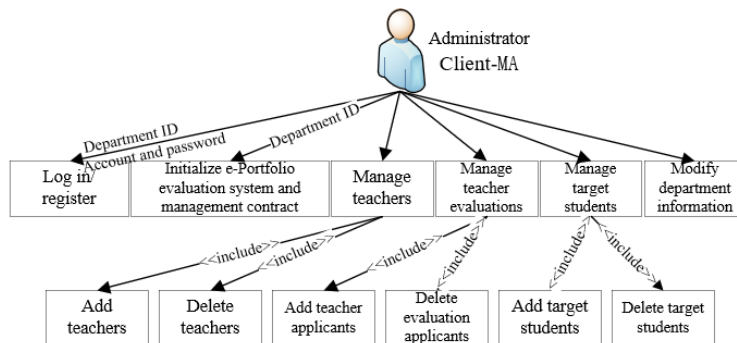 Administrator
Client-MA
Department ID
Account and password
Department ID
Log in/
register
Initialize e-Portfolio
evaluation system and
management contract
Manage
teachers
Manage
teacher
evaluations
Manage
target
students
Modify
department
information
<<include>>
<<include>>
<<include>>
<<include>>
<<include>>
<<include>>
Add
teachers
Delete
teachers
Add teacher
applicants
Delete
evaluation
applicants
Add target
students
Delete target
students